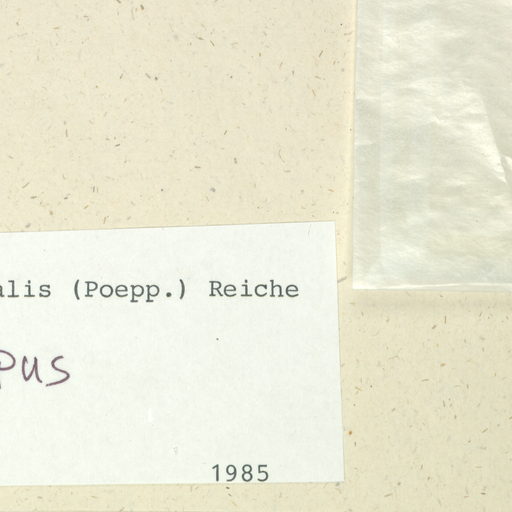 alis (Poepp.) Reiche
pus
1985